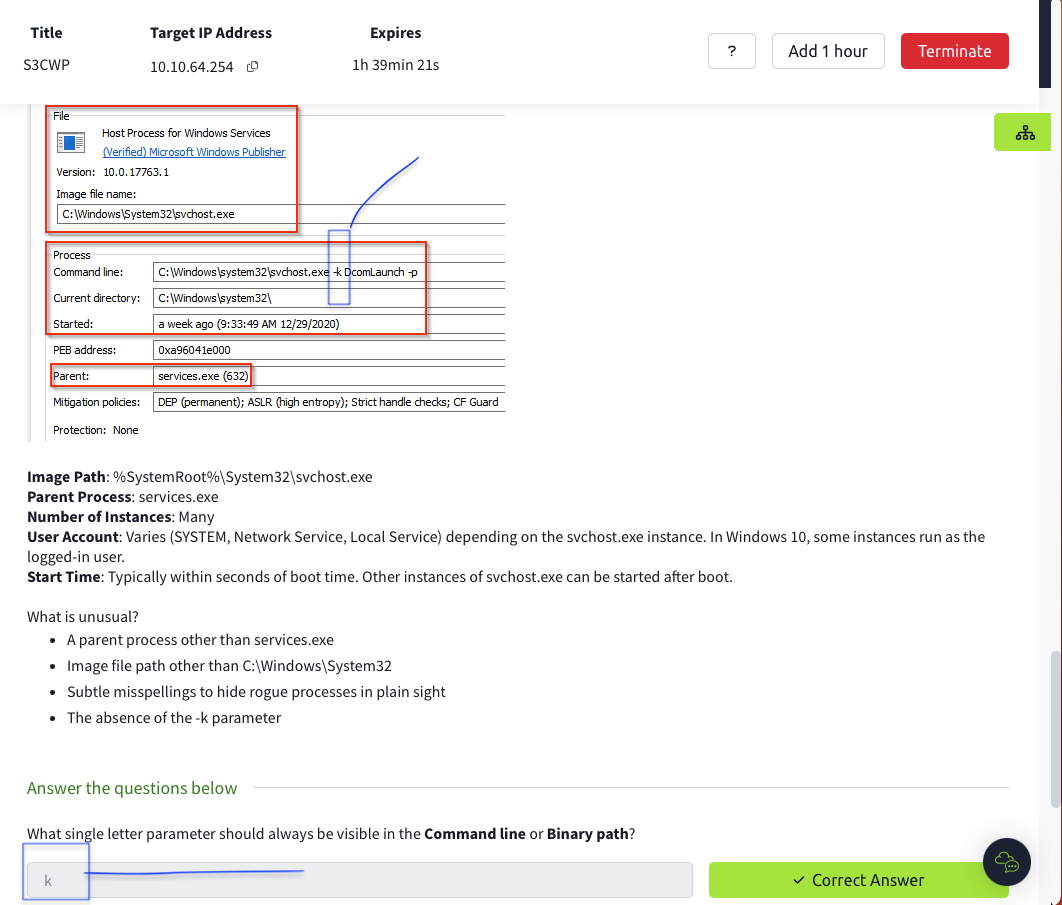 Title Target IP Address Expires
S3CWP 10.10.64.254 1h 39min 21s
? Add 1 hour Terminate
File
Host Process for Windows Services
(Verified) Microsoft Windows Publisher
Version: 10.0.17763.1
Image file name:
C:\Windows\System32\svchost.exe
Process
Command line: C:\Windows\system32\svchost.exe -k DcomLaunch -p
Current directory: C:\Windows\system32\
Started: a week ago (9:33:49 AM 12/29/2020)
PEB address: 0xa96041e000
Parent: services.exe (632)
Mitigation policies: DEP (permanent); ASLR (high entropy); Strict handle checks; CF Guard
Protection: None
Image Path: %SystemRoot%\System32\svchost.exe
Parent Process: services.exe
Number of Instances: Many
User Account: Varies (SYSTEM, Network Service, Local Service) depending on the svchost.exe instance. In Windows 10, some instances run as the
logged-in user.
Start Time: Typically within seconds of boot time. Other instances of svchost.exe can be started after boot.
What is unusual?
• A parent process other than services.exe
• Image file path other than C:\Windows\System32
• Subtle misspellings to hide rogue processes in plain sight
• The absence of the -k parameter
Answer the questions below
What single letter parameter should always be visible in the Command line or Binary path?
k
✓ Correct Answer